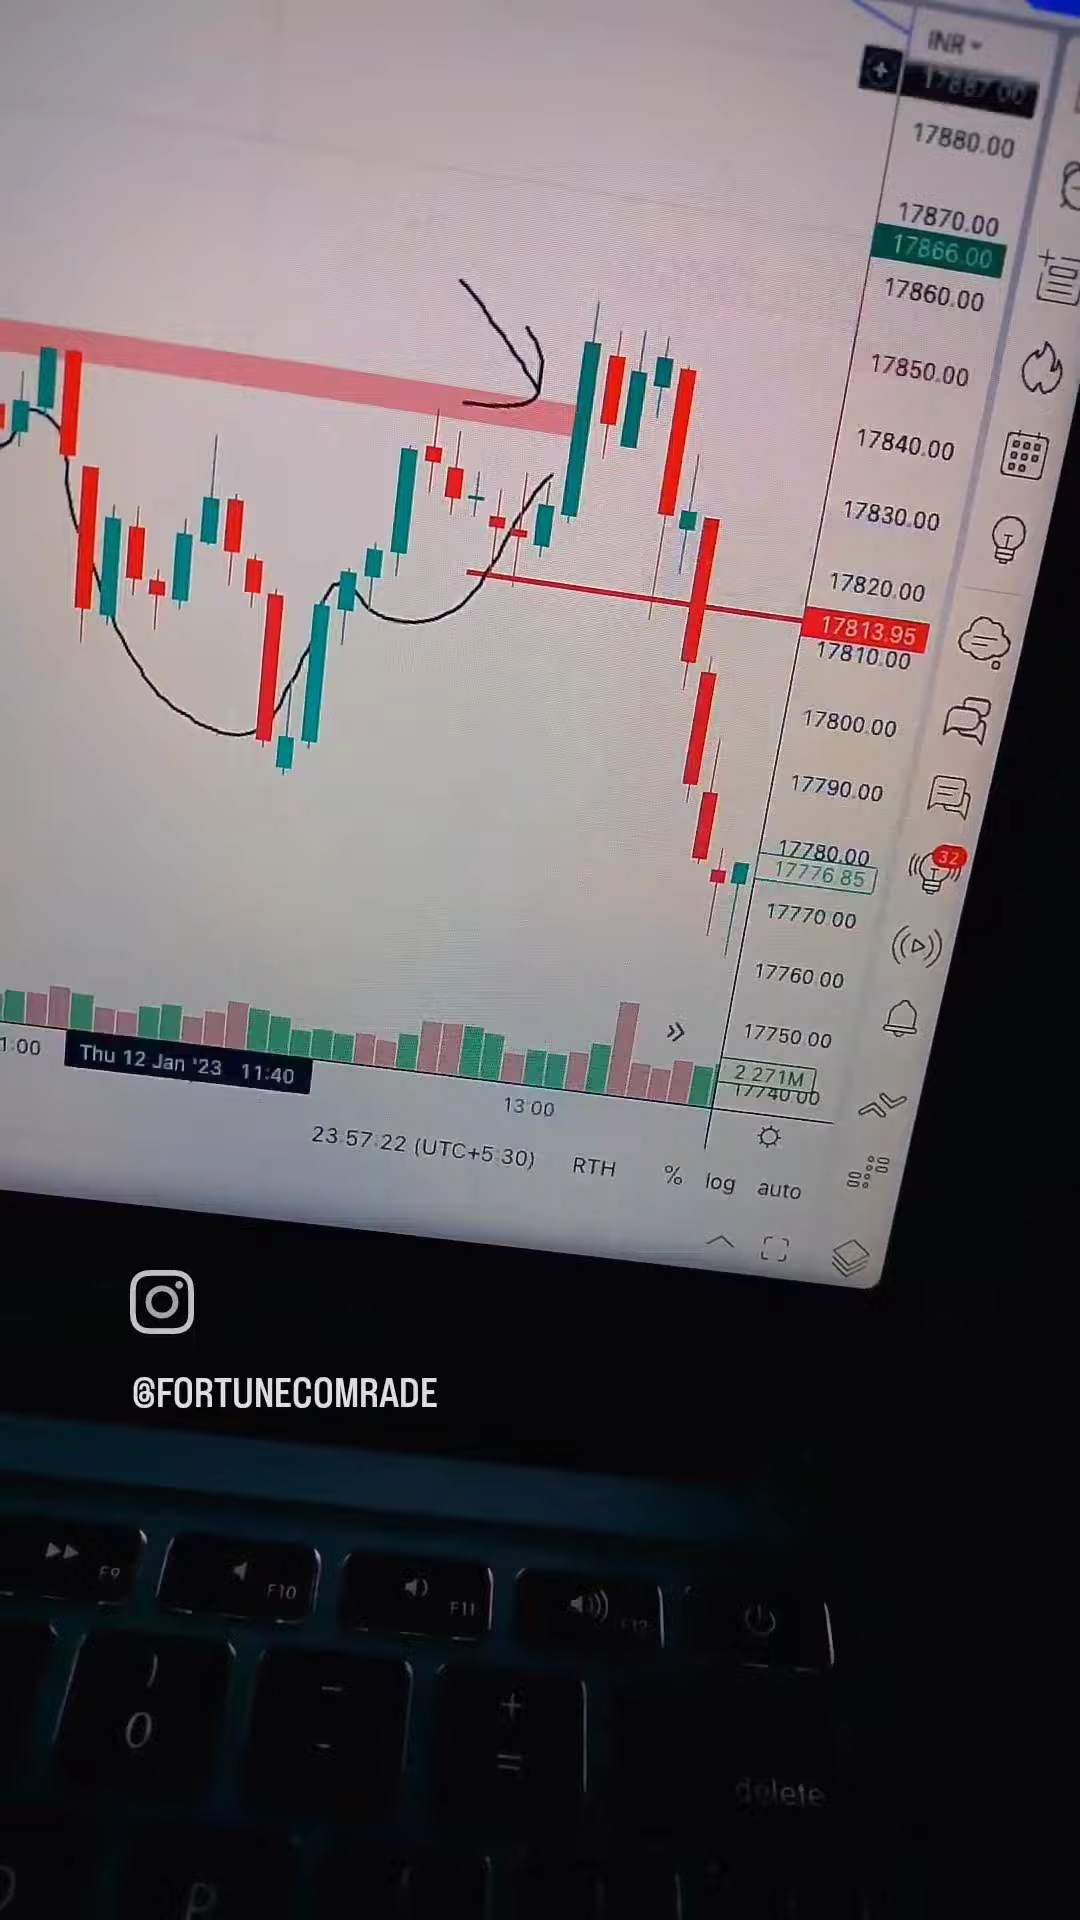 INR
17887.00
17880.00
17870.00
17866.00
17860.00
17850.00
17840.00
17830.00
17820.00
17813.95
17810.00
17800.00
17790.00
17780.00
32
17776.85
17770.00
17760.00
17750.00
2.271M
17740.00
1:00
Thu 12 Jan '23 11:40
13:00
23:57:22 (UTC+5:30) RTH % log auto
@FORTUNECOMRADE
F9
F10
F11
F12
)
0
-
+
=
delete
P